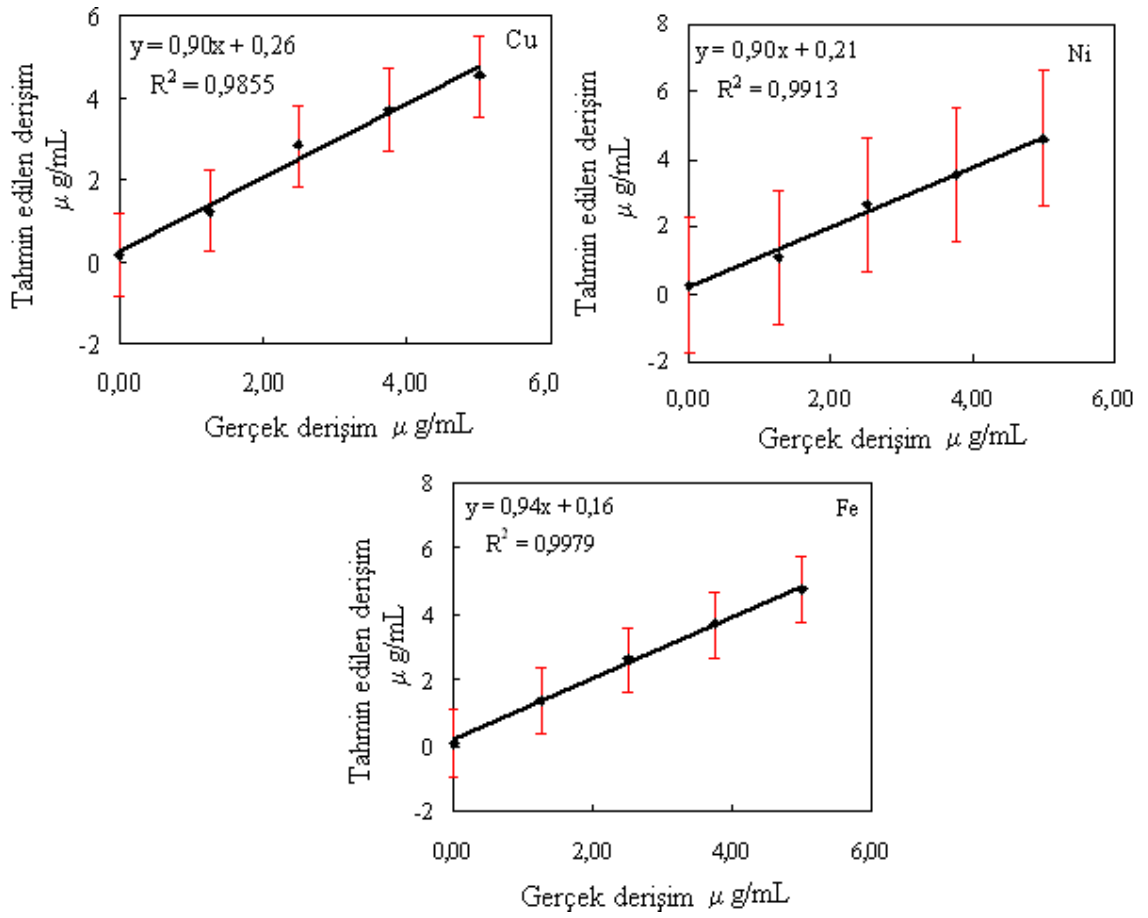 Cu
y = 0,90x + 0,26
R² = 0,9855
Tahmin edilen derişim
μ g/mL
6
4
2
0
-2
0,00 2,00 4,00 6,0
Gerçek derişim μ g/mL
Ni
y = 0,90x + 0,21
R² = 0,9913
Tahmin edilen derişim
μ g/mL
8
6
4
2
0
-2
0,00 2,00 4,00 6,00
Gerçek derişim μ g/mL
Fe
y = 0,94x + 0,16
R² = 0,9979
Tahmin edilen derişim
μ g/mL
8
6
4
2
0
-2
0,00 2,00 4,00 6,00
Gerçek derişim μ g/mL